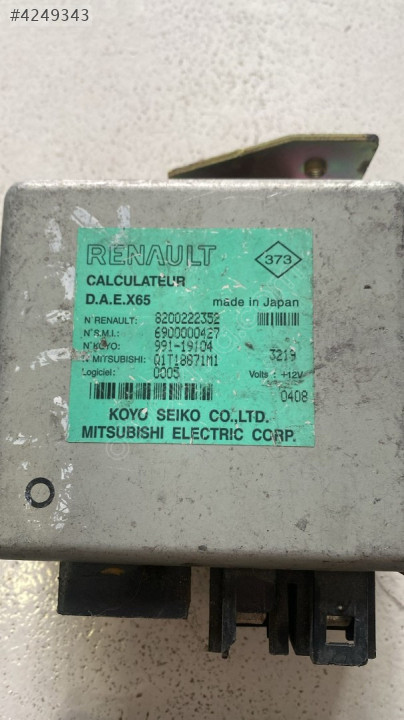 #4249343
RENAULT 373
CALCULATEUR
D.A.E.X65 made in Japan
N° RENAULT: 8200222352
N° S.M.I.: 6900000427
N° KOYO: 991-19104 3219
N° MITSUBISHI: Q1T18871M1
Logiciel: 0005 Volts: +12V
0408
KOYO SEIKO CO.,LTD.
MITSUBISHI ELECTRIC CORP.